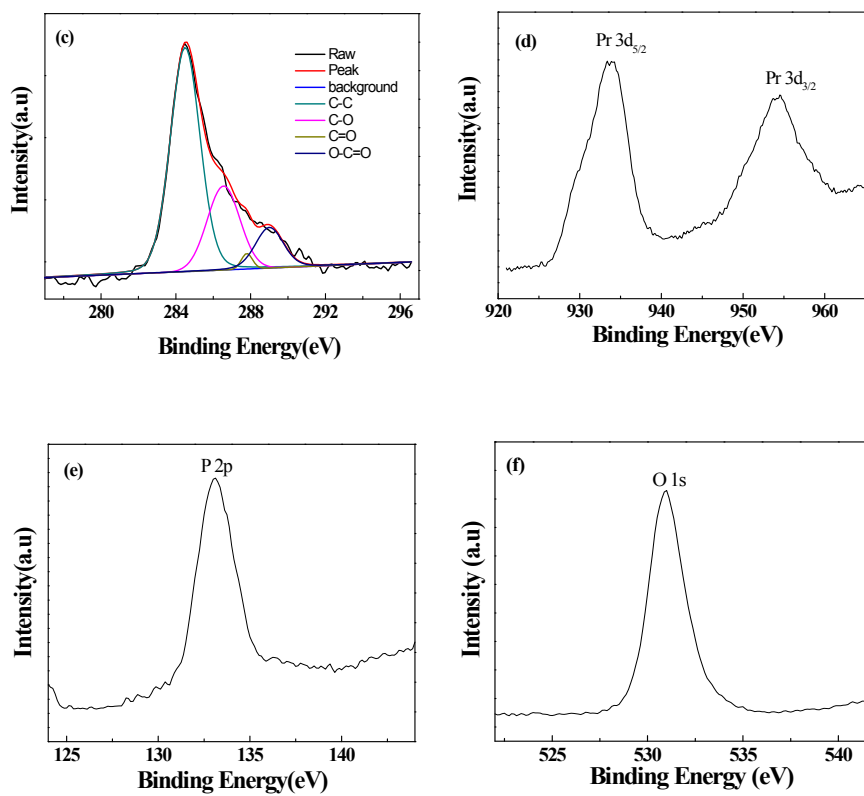 (c)
Raw
Peak
background
C-C
C-O
C=O
O-C=O
Intensity(a.u)
280 284 288 292 296
Binding Energy(eV)
(d)
Pr 3d5/2
Pr 3d3/2
Intensity(a.u)
920 930 940 950 960
Binding Energy(eV)
(e)
P 2p
Intensity(a.u)
125 130 135 140
Binding Energy(eV)
(f)
O 1s
Intensity (a.u)
525 530 535 540
Binding Energy (eV)